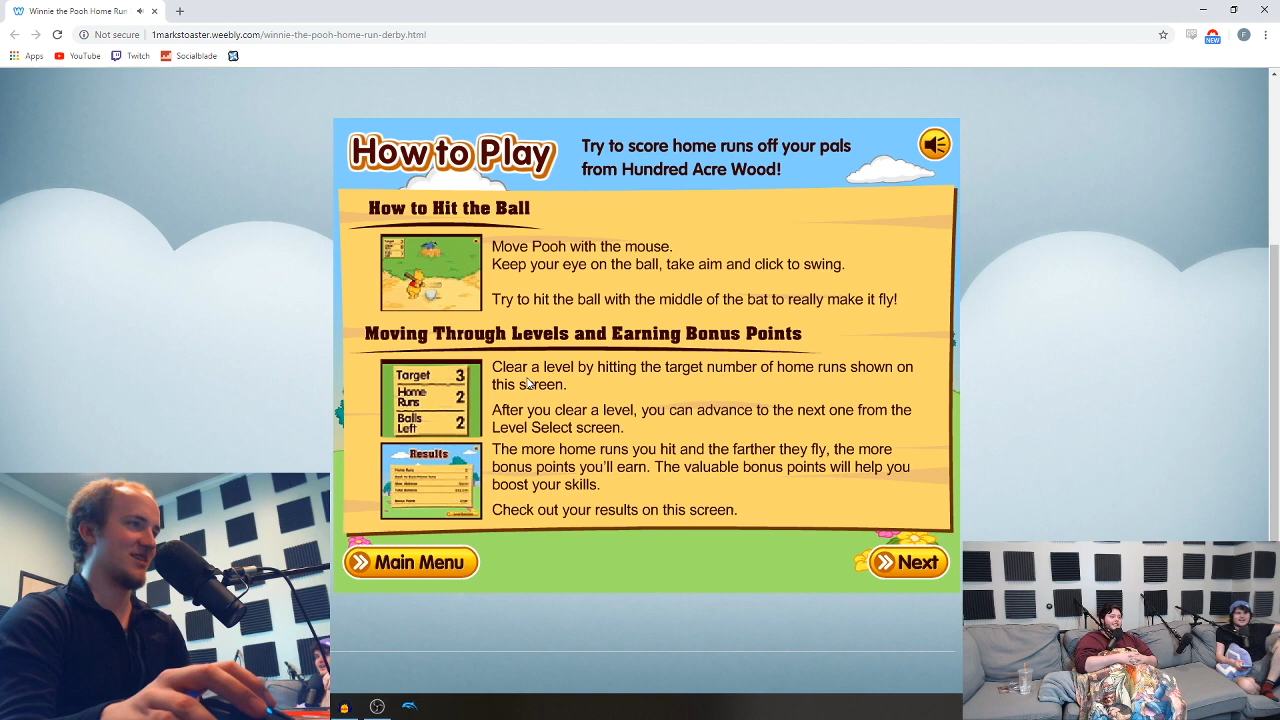 Winnie the Pooh Home Run
Not secure | 1markstoaster.weebly.com/winnie-the-pooh-home-run-derby.html
F
NEW
Apps YouTube Twitch Socialblade
How to Play
Try to score home runs off your pals
from Hundred Acre Wood!
How to Hit the Ball
Move Pooh with the mouse.
Keep your eye on the ball, take aim and click to swing.
Try to hit the ball with the middle of the bat to really make it fly!
Moving Through Levels and Earning Bonus Points
Target 3
Home
Runs 2
Balls
Left 2
Clear a level by hitting the target number of home runs shown on
this screen.
After you clear a level, you can advance to the next one from the
Level Select screen.
Results
The more home runs you hit and the farther they fly, the more
bonus points you'll earn. The valuable bonus points will help you
boost your skills.
Check out your results on this screen.
Main Menu
Next